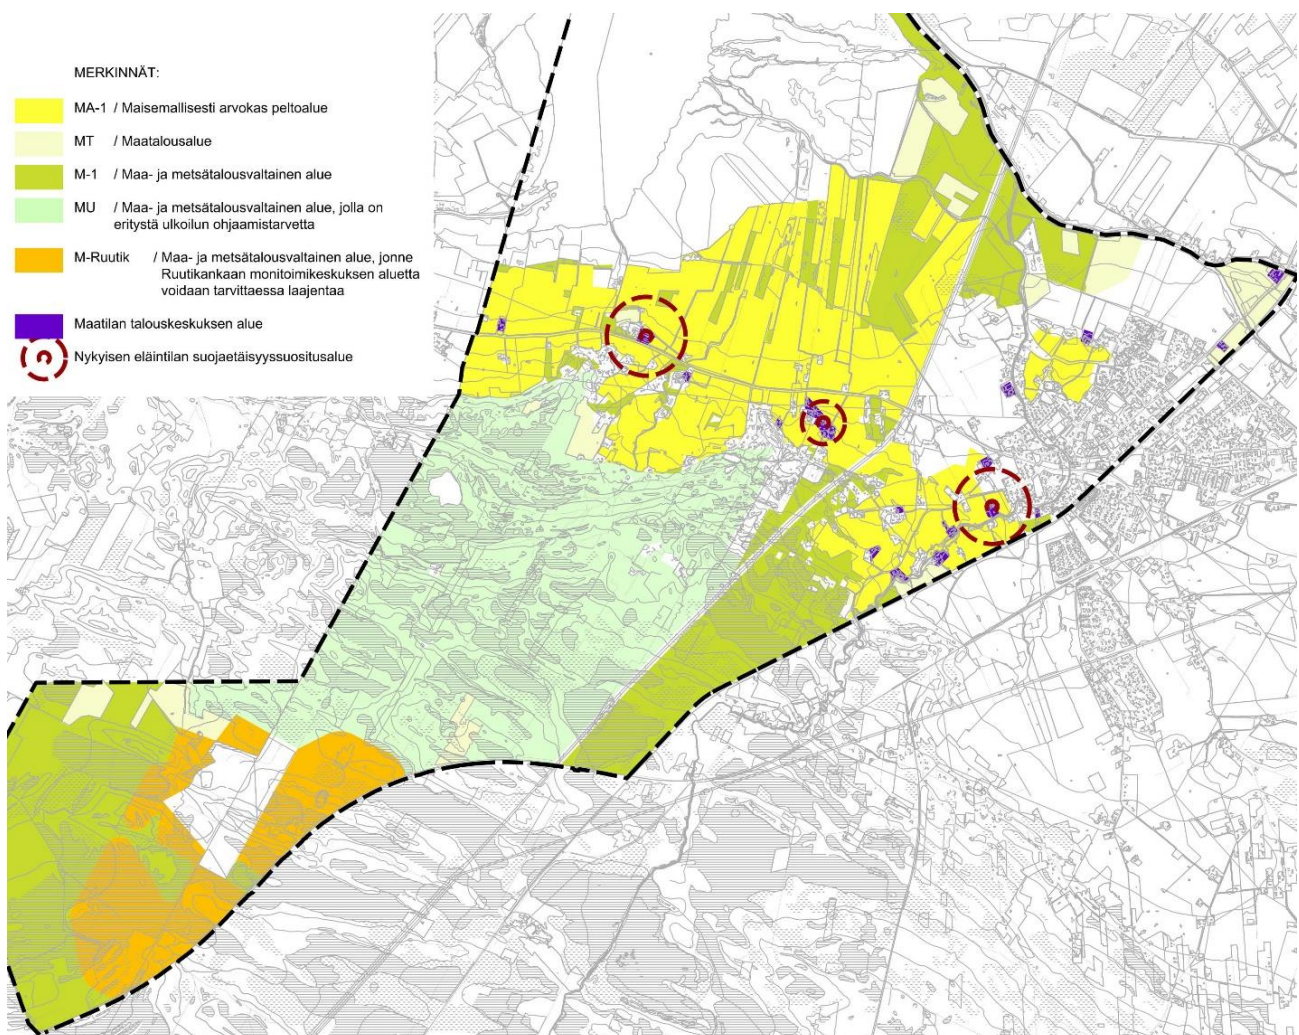 MERKINNÄT:
MA-1 / Maisemallisesti arvokas peltoalue
MT / Maatalousalue
M-1 / Maa- ja metsätalousvaltainen alue
MU / Maa- ja metsätalousvaltainen alue, jolla on
eritystä ulkoilun ohjaamistarvetta
M-Ruutik / Maa- ja metsätalousvaltainen alue, jonne
Ruutikankaan monitoimikeskuksen aluetta
voidaan tarvittaessa laajentaa
Maatilan talouskeskuksen alue
Nykyisen eläintilan suojaetäisyyssuositusalue